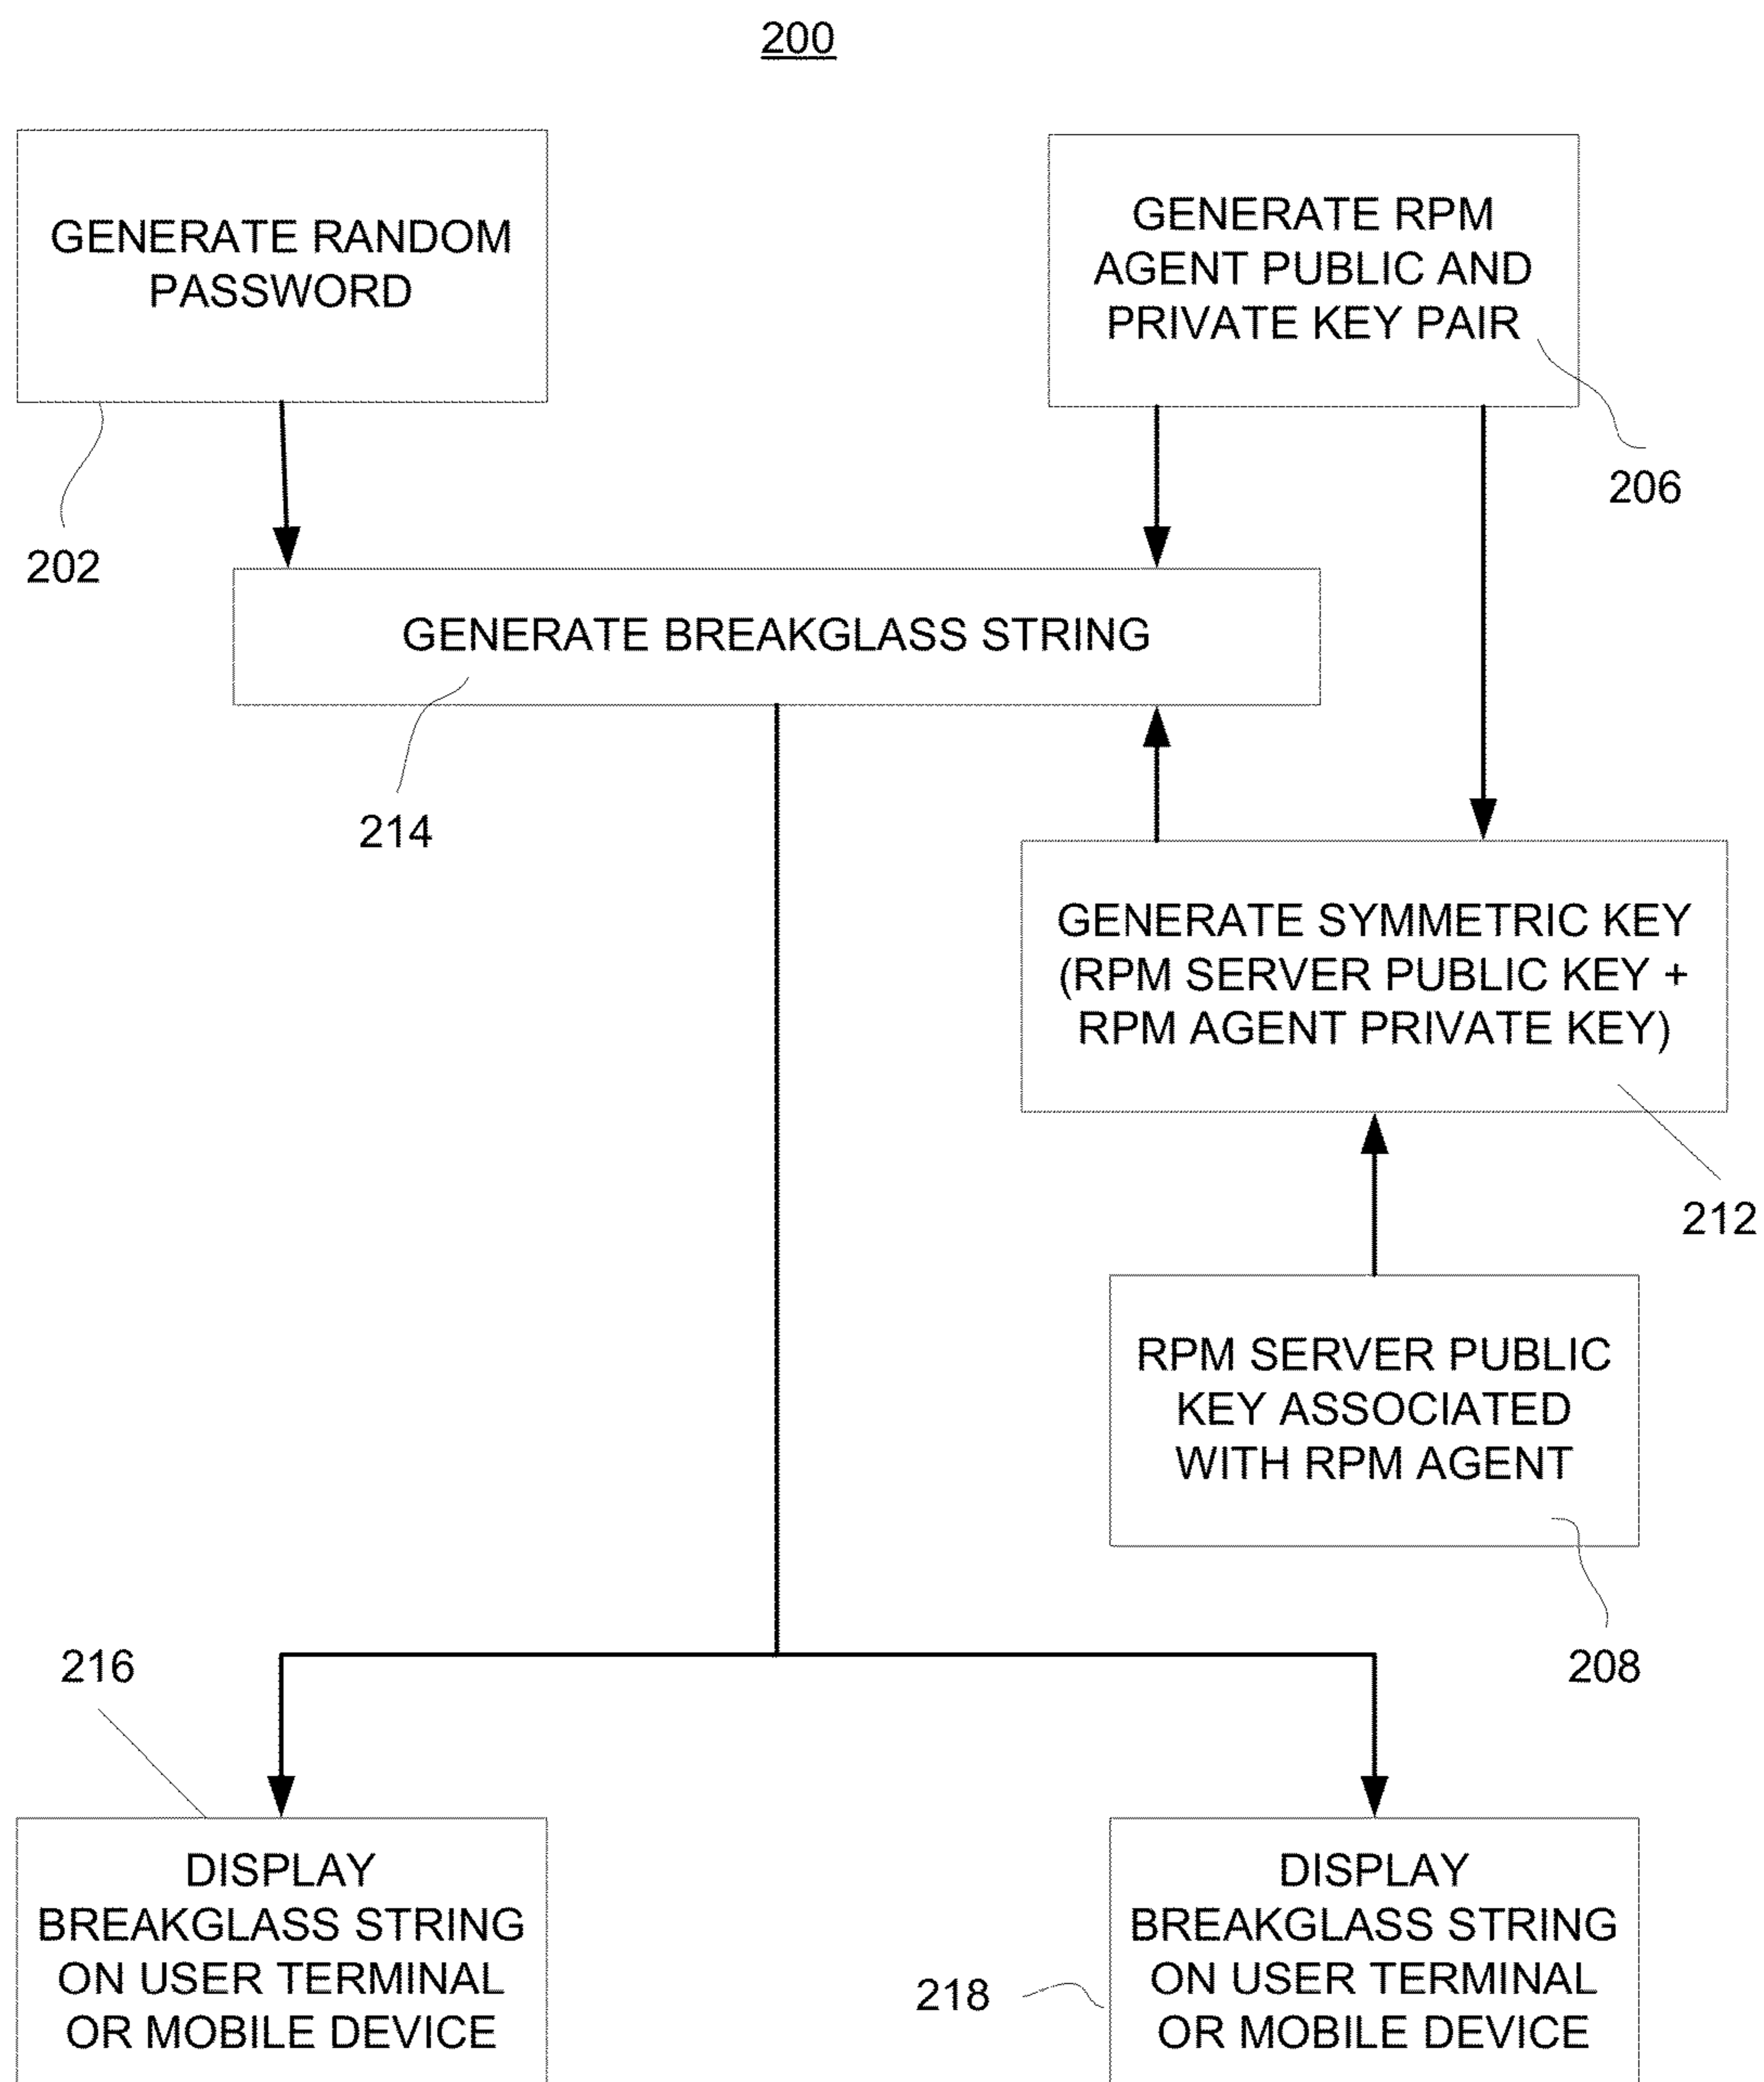 200
GENERATE RANDOM
PASSWORD
GENERATE RPM
AGENT PUBLIC AND
PRIVATE KEY PAIR
206
202
GENERATE BREAKGLASS STRING
214
GENERATE SYMMETRIC KEY
(RPM SERVER PUBLIC KEY +
RPM AGENT PRIVATE KEY)
212
RPM SERVER PUBLIC
KEY ASSOCIATED
WITH RPM AGENT
208
216
DISPLAY
BREAKGLASS STRING
ON USER TERMINAL
OR MOBILE DEVICE
218
DISPLAY
BREAKGLASS STRING
ON USER TERMINAL
OR MOBILE DEVICE